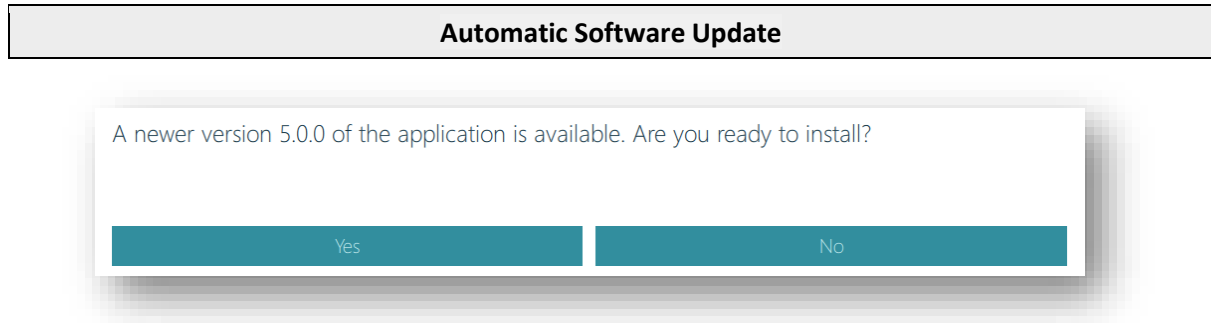 Automatic Software Update
A newer version 5.0.0 of the application is available. Are you ready to install?
Yes
No